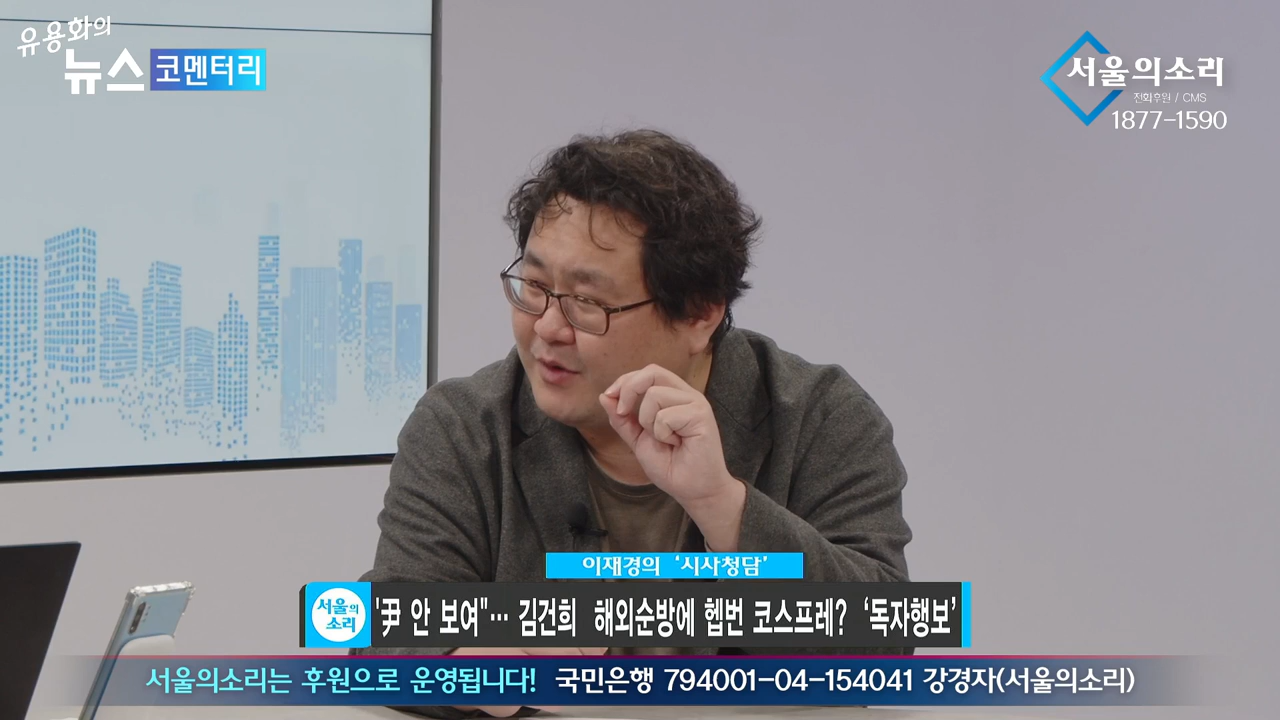 유용화의
뉴스 코멘터리
서울의소리
전화후원 / CMS
1877-1590
이재경의 '시사청담'
서울의
소리
'尹 안 보여"… 김건희 해외순방에 헵번 코스프레? '독자행보'
서울의소리는 후원으로 운영됩니다! 국민은행 794001-04-154041 강경자(서울의소리)